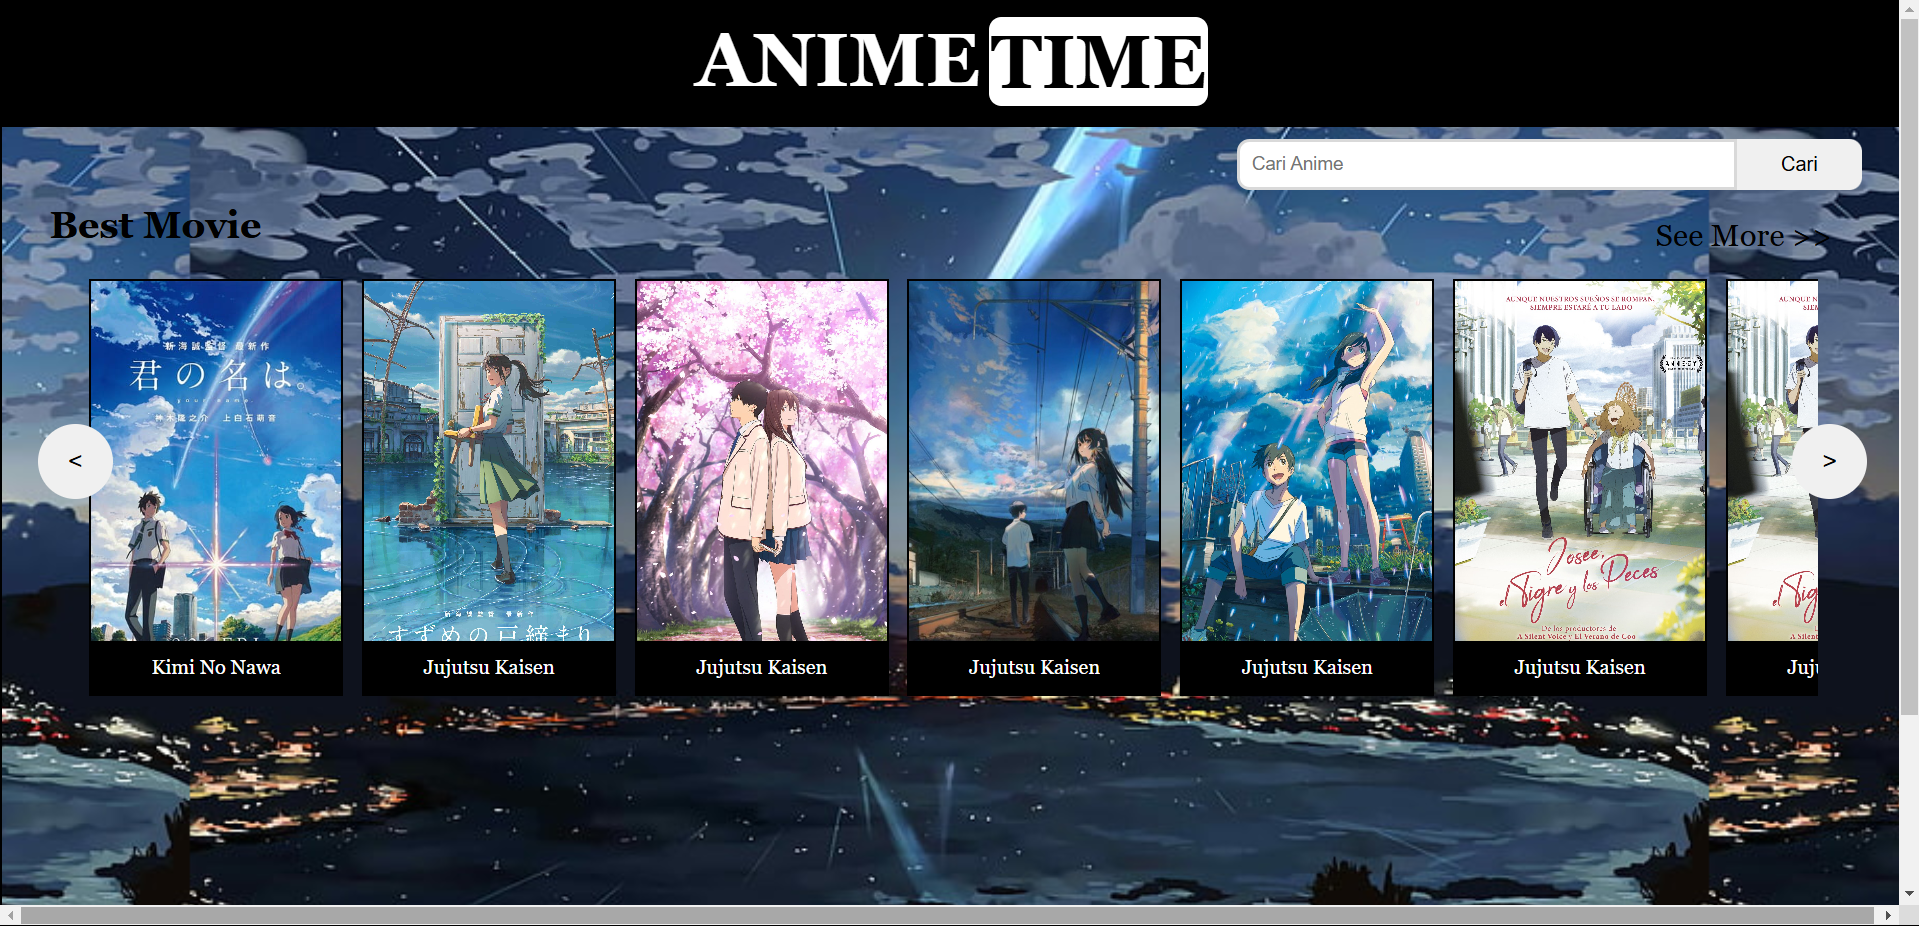 ANIME TIME
Cari Anime
Cari
Best Movie
See More >>
新海誠監督 最新作
君の名は。
your name
神木隆之介 上白石萌音
<
Kimi No Nawa
新海誠監督 最新作
すずめの戸締まり
Jujutsu Kaisen
Jujutsu Kaisen
Jujutsu Kaisen
Jujutsu Kaisen
AUNQUE NUESTROS SUEÑOS SE ROMPAN,
SIEMPRE ESTARÉ A TU LADO
ANNECY
Josee,
el Tigre y los Peces
De los productores de
A Silent Voice y El Verano de Coo
Jujutsu Kaisen
AUNQUE N
SIEM
el Tig
A Silent
Juj
>